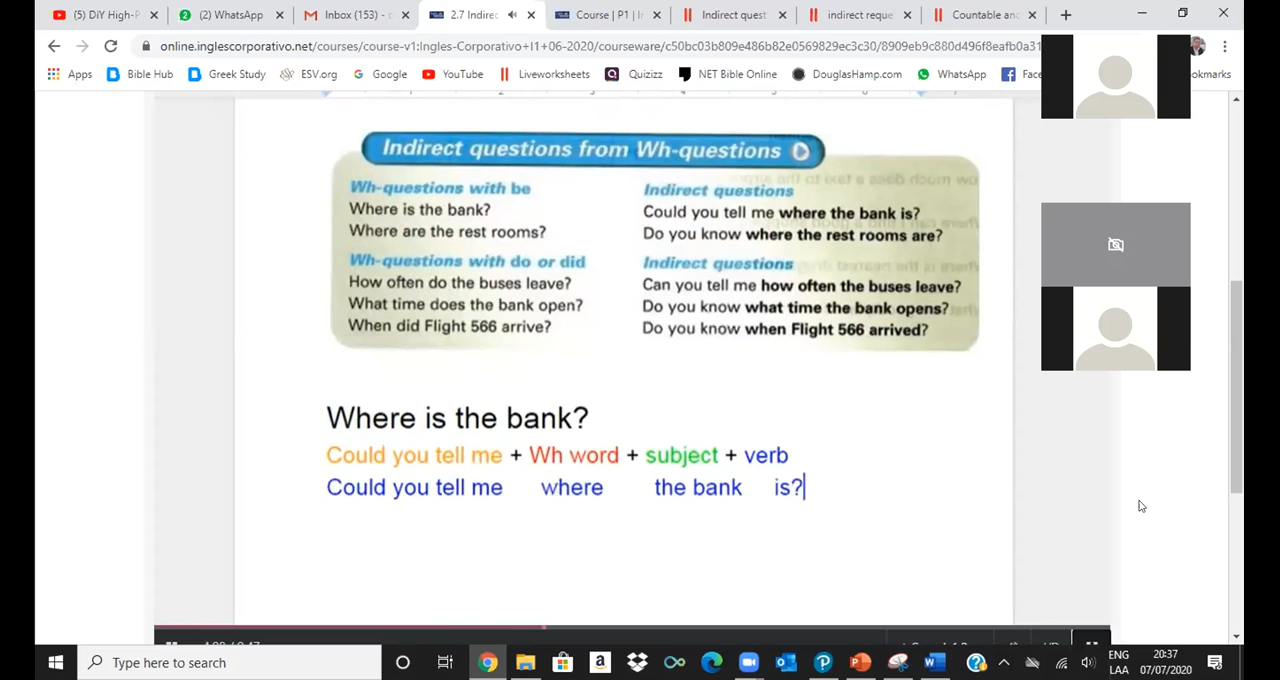 (5) DiY High-P
(2) WhatsApp
Inbox (153) - c
2.7 Indirec
Course | P1 | In
Indirect quest
indirect reque
Countable and
online.inglescorporativo.net/courses/course-v1:Ingles-Corporativo+I1+06-2020/courseware/c50bc03b809e486b82e0569829ec3c30/8909eb9c880d496f8eafb0a31
Apps
Bible Hub
Greek Study
ESV.org
Google
YouTube
Liveworksheets
Quizizz
NET Bible Online
DouglasHamp.com
WhatsApp
Face
okmarks
Indirect questions from Wh-questions
Wh-questions with be
Where is the bank?
Where are the rest rooms?
Wh-questions with do or did
How often do the buses leave?
What time does the bank open?
When did Flight 566 arrive?
Indirect questions
Could you tell me where the bank is?
Do you know where the rest rooms are?
Indirect questions
Can you tell me how often the buses leave?
Do you know what time the bank opens?
Do you know when Flight 566 arrived?
Where is the bank?
Could you tell me + Wh word + subject + verb
Could you tell me where the bank is?
Type here to search
ENG
LAA
20:37
07/07/2020